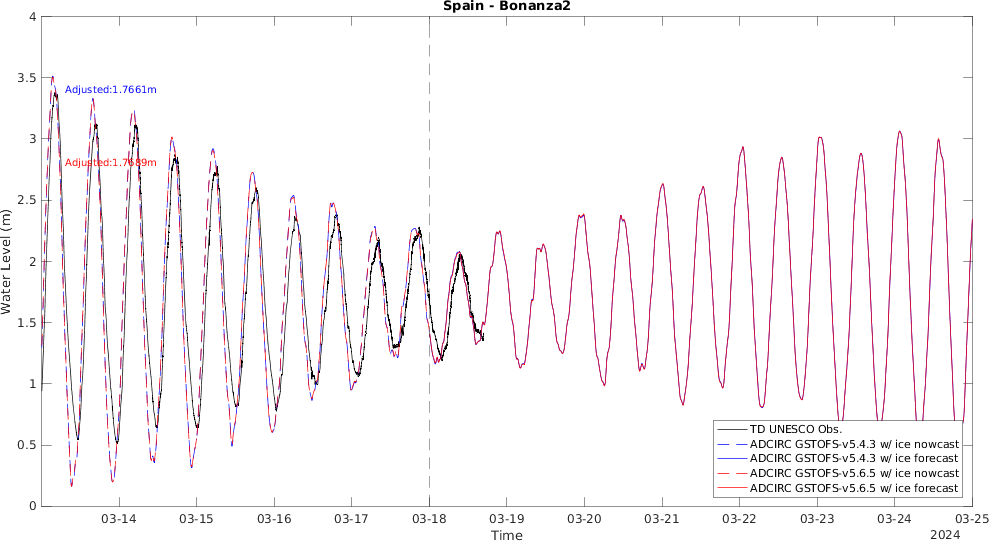 Spain - Bonanza2
4
3.5
3
2.5
2
1.5
1
0.5
0
Water Level (m)
Adjusted:1.7661m
Adjusted:1.7689m
TD UNESCO Obs.
ADCIRC GSTOFS-v5.4.3 w/ ice nowcast
ADCIRC GSTOFS-v5.4.3 w/ ice forecast
ADCIRC GSTOFS-v5.6.5 w/ ice nowcast
ADCIRC GSTOFS-v5.6.5 w/ ice forecast
03-14 03-15 03-16 03-17 03-18 03-19 03-20 03-21 03-22 03-23 03-24 03-25
Time
2024